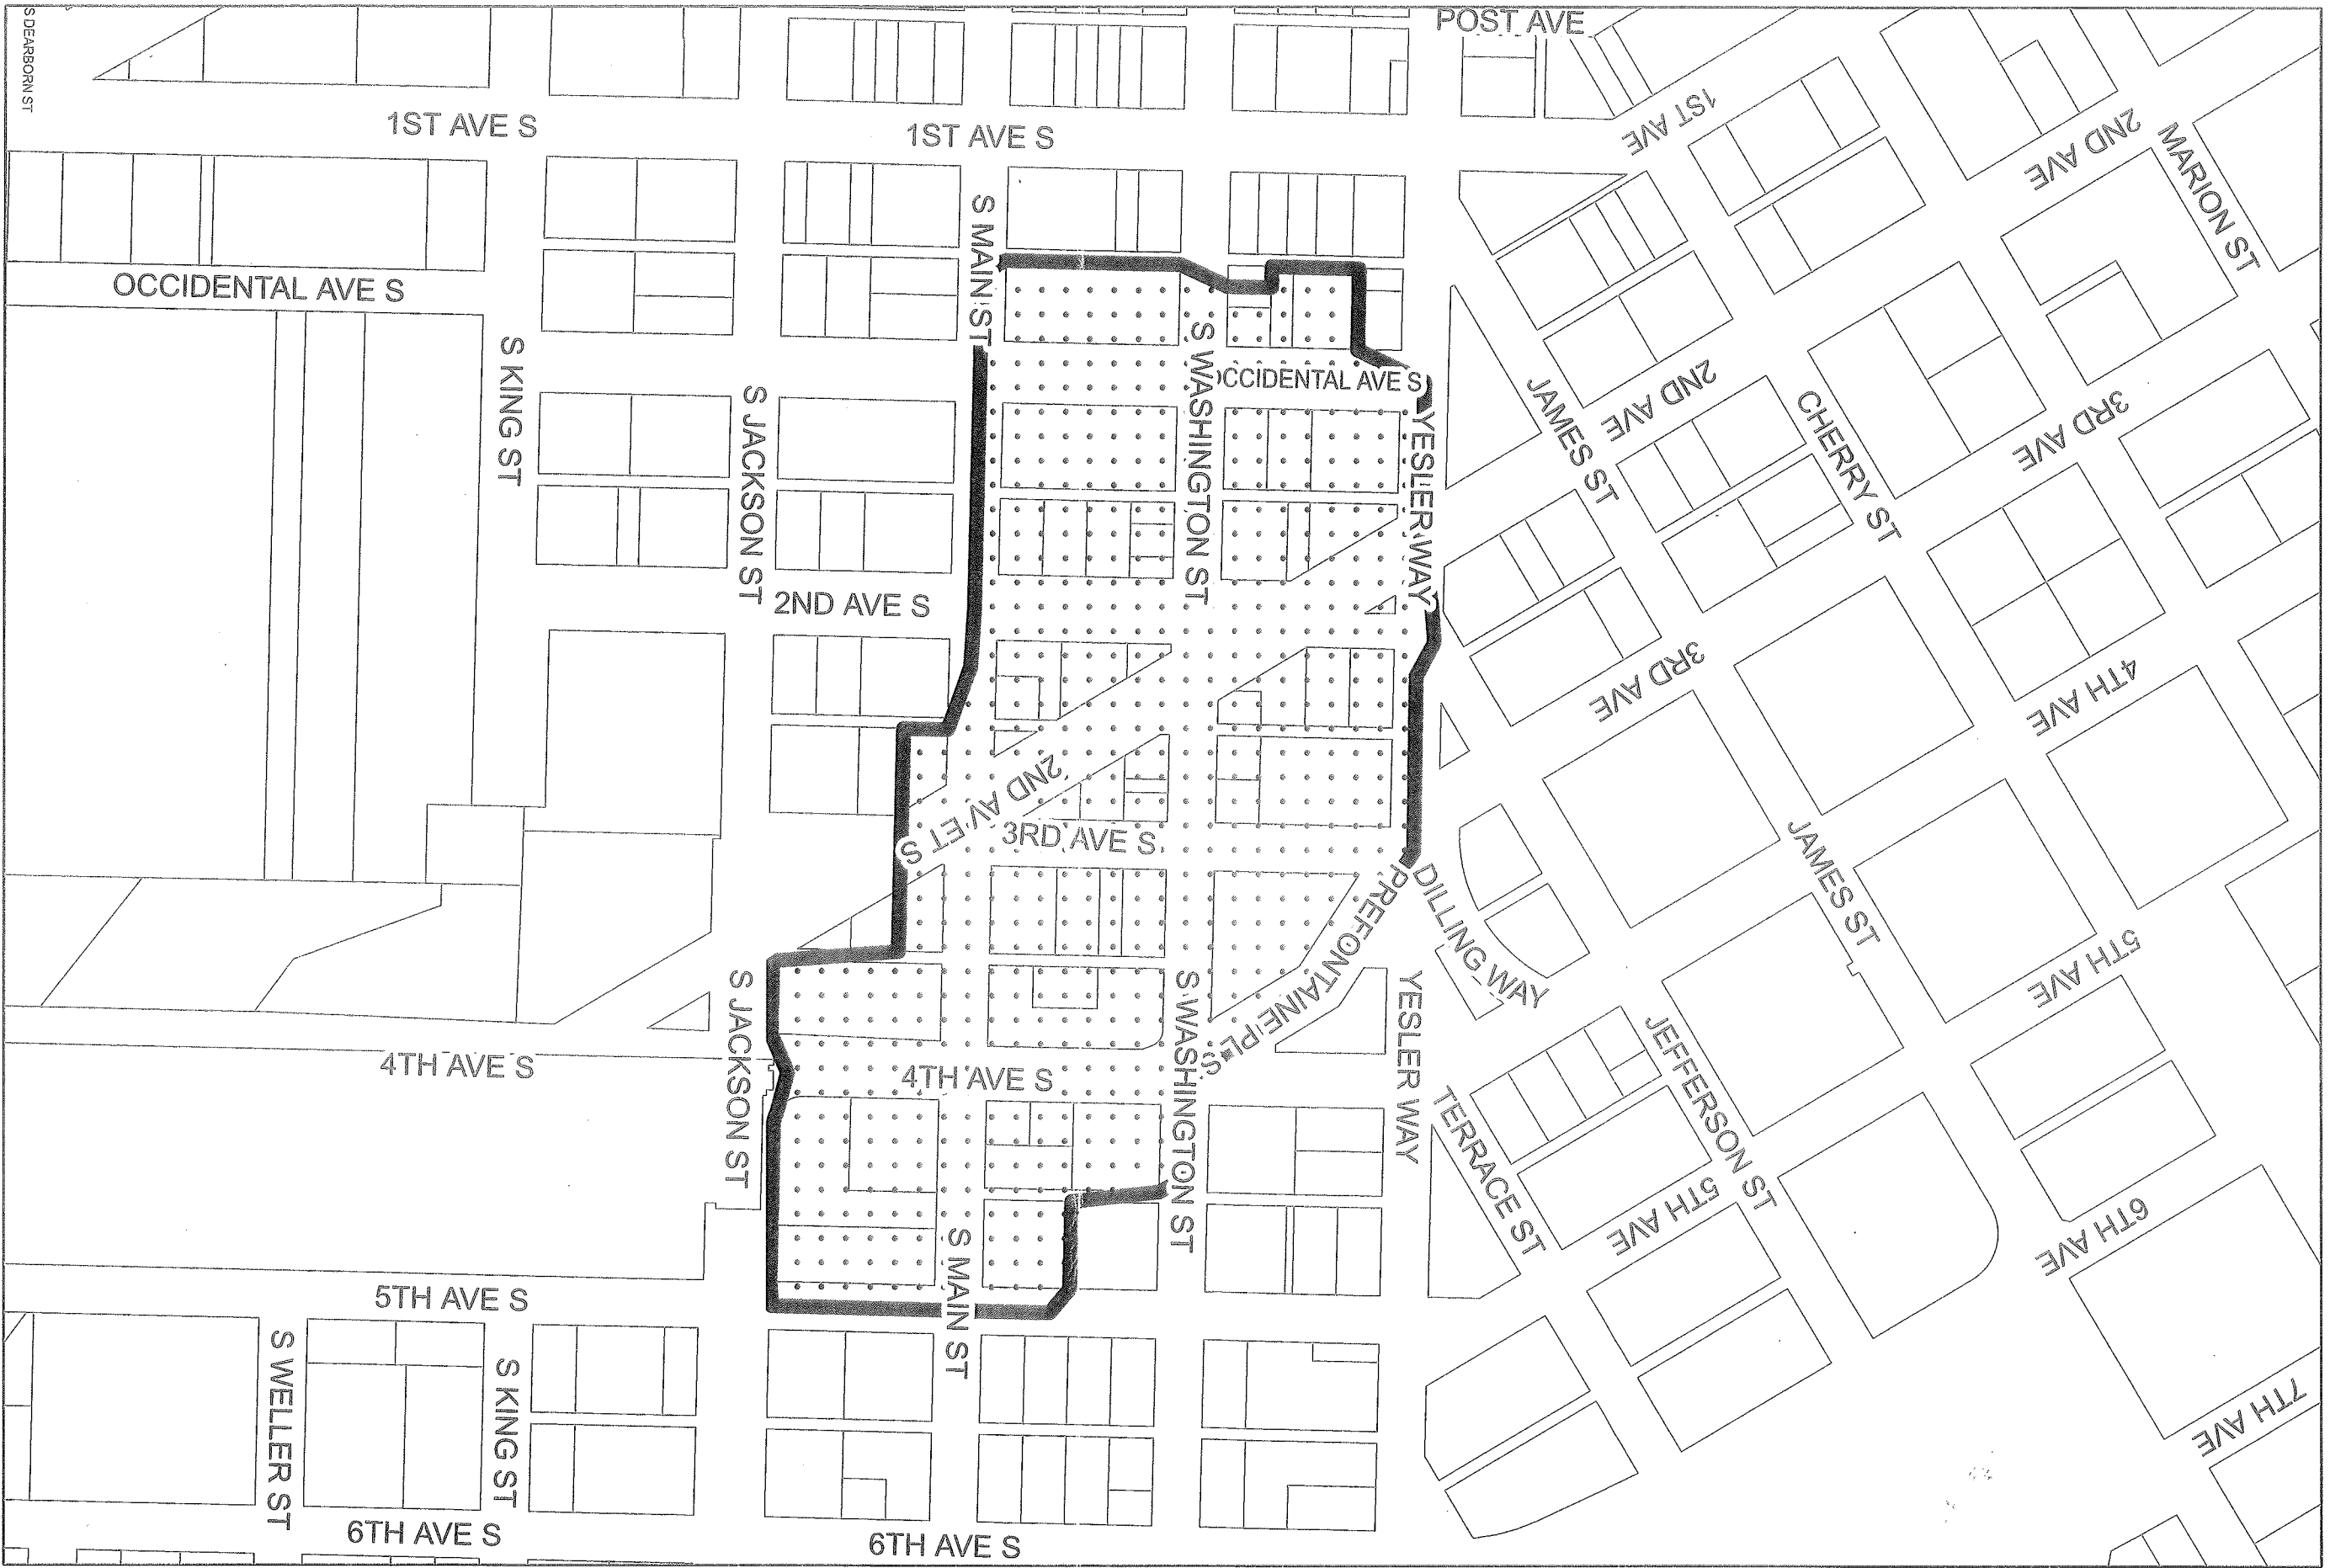 S DEARBORN ST
POST AVE
1ST AVE S
1ST AVE S
1ST AVE
2ND AVE
MARION ST
S MAIN ST
OCCIDENTAL AVE S
S KING ST
S JACKSON ST
S WASHINGTON ST
OCCIDENTAL AVE S
YESLER WAY
JAMES ST
2ND AVE
CHERRY ST
3RD AVE
2ND AVE S
3RD AVE
4TH AVE
2ND AV ET S
3RD AVE S
PREFONTAINE PL S
DILLING WAY
JAMES ST
5TH AVE
S JACKSON ST
S WASHINGTON ST
YESLER WAY
4TH AVE S
4TH AVE S
TERRACE ST
JEFFERSON ST
5TH AVE
6TH AVE
S MAIN ST
5TH AVE S
S WELLER ST
S KING ST
7TH AVE
6TH AVE S
6TH AVE S